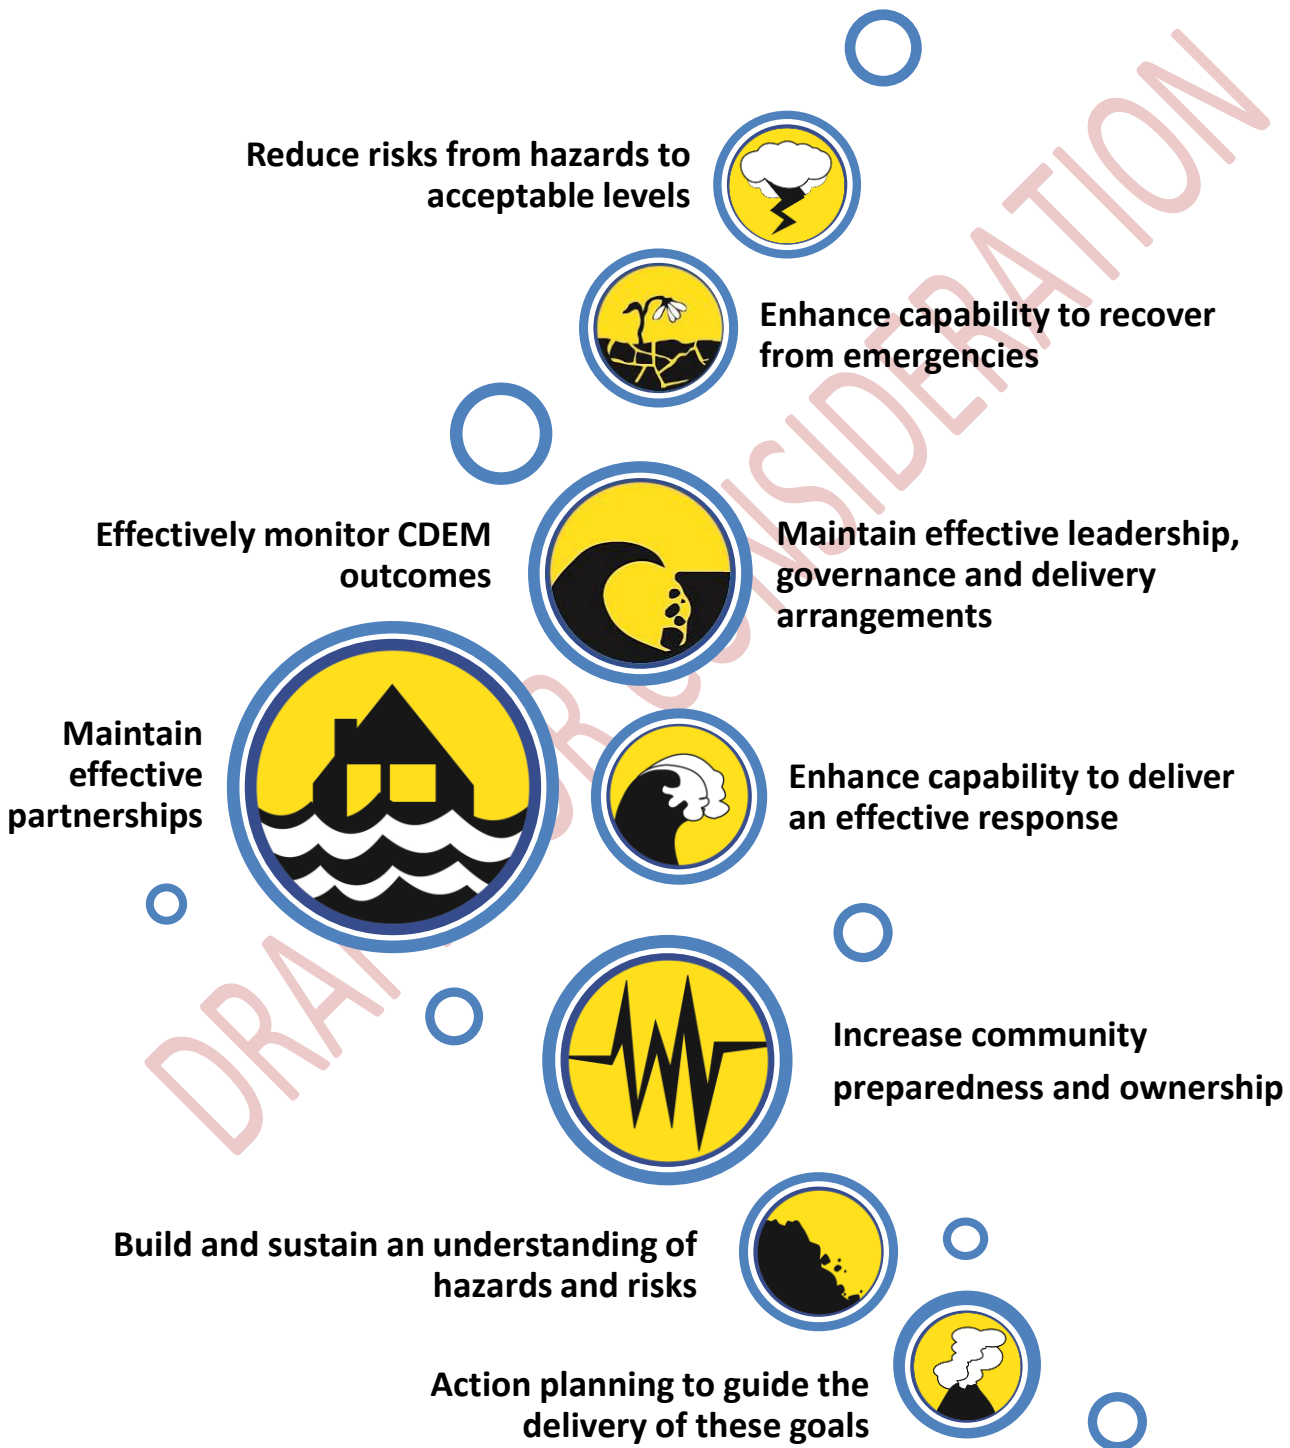 Reduce risks from hazards to
acceptable levels
Enhance capability to recover
from emergencies
Effectively monitor CDEM
outcomes
Maintain effective leadership,
governance and delivery
arrangements
Maintain
effective
partnerships
Enhance capability to deliver
an effective response
Increase community
preparedness and ownership
Build and sustain an understanding of
hazards and risks
Action planning to guide the
delivery of these goals
DRAFT FOR CONSIDERATION